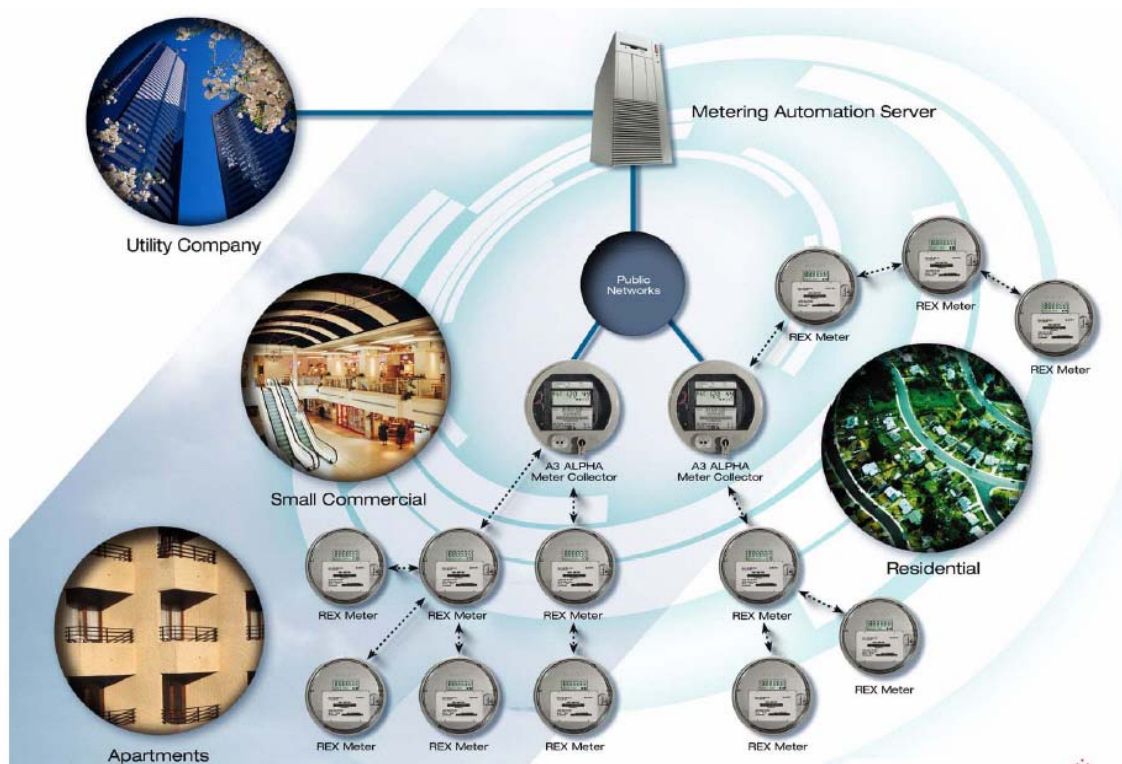 Metering Automation Server
Utility Company
Public
Networks
REX Meter
REX Meter
REX Meter
A3 ALPHA
Meter Collector
A3 ALPHA
Meter Collector
Small Commercial
Residential
REX Meter
REX Meter
REX Meter
REX Meter
REX Meter
REX Meter
REX Meter
REX Meter
REX Meter
Apartments